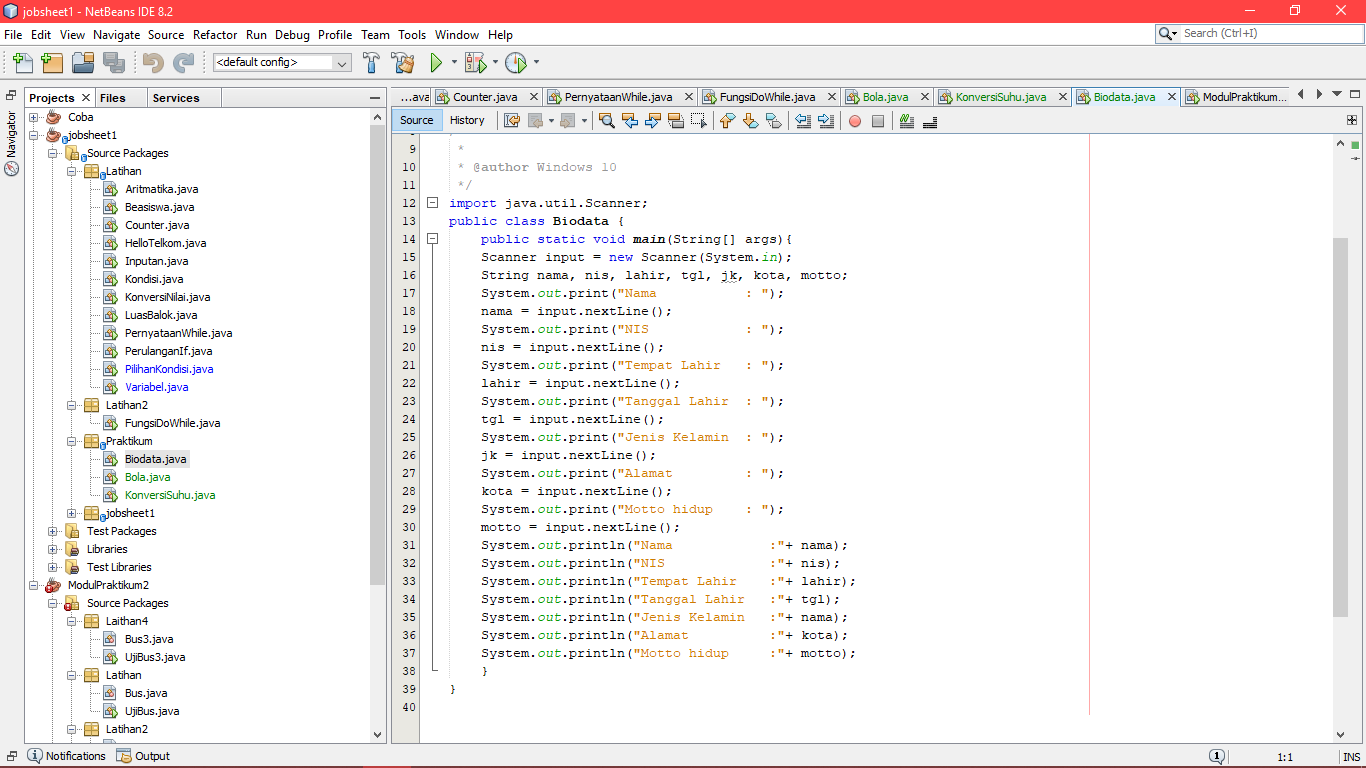 jobsheet1 - NetBeans IDE 8.2
File Edit View Navigate Source Refactor Run Debug Profile Team Tools Window Help
Search (Ctrl+I)
<default config>
Projects Files Services
Navigator
Coba
jobsheet1
Source Packages
Latihan
Aritmatika.java
Beasiswa.java
Counter.java
HelloTelkom.java
Inputan.java
Kondisi.java
KonversiNilai.java
LuasBalok.java
PernyataanWhile.java
PerulanganIf.java
PilihanKondisi.java
Variabel.java
Latihan2
FungsiDoWhile.java
Praktikum
Biodata.java
Bola.java
KonversiSuhu.java
jobsheet1
Test Packages
Libraries
Test Libraries
ModulPraktikum2
Source Packages
Laithan4
Bus3.java
UjiBus3.java
Latihan
Bus.java
UjiBus.java
Latihan2
...ava Counter.java PernyataanWhile.java FungsiDoWhile.java Bola.java KonversiSuhu.java Biodata.java ModulPraktikum...
Source History
9 *
10 * @author Windows 10
11 */
12 import java.util.Scanner;
13 public class Biodata {
14 public static void main(String[] args){
15 Scanner input = new Scanner(System.in);
16 String nama, nis, lahir, tgl, jk, kota, motto;
17 System.out.print("Nama           : ");
18 nama = input.nextLine();
19 System.out.print("NIS            : ");
20 nis = input.nextLine();
21 System.out.print("Tempat Lahir   : ");
22 lahir = input.nextLine();
23 System.out.print("Tanggal Lahir  : ");
24 tgl = input.nextLine();
25 System.out.print("Jenis Kelamin  : ");
26 jk = input.nextLine();
27 System.out.print("Alamat         : ");
28 kota = input.nextLine();
29 System.out.print("Motto hidup    : ");
30 motto = input.nextLine();
31 System.out.println("Nama            :"+ nama);
32 System.out.println("NIS             :"+ nis);
33 System.out.println("Tempat Lahir    :"+ lahir);
34 System.out.println("Tanggal Lahir   :"+ tgl);
35 System.out.println("Jenis Kelamin   :"+ nama);
36 System.out.println("Alamat          :"+ kota);
37 System.out.println("Motto hidup     :"+ motto);
38 }
39 }
40
Notifications Output
1 1:1 INS